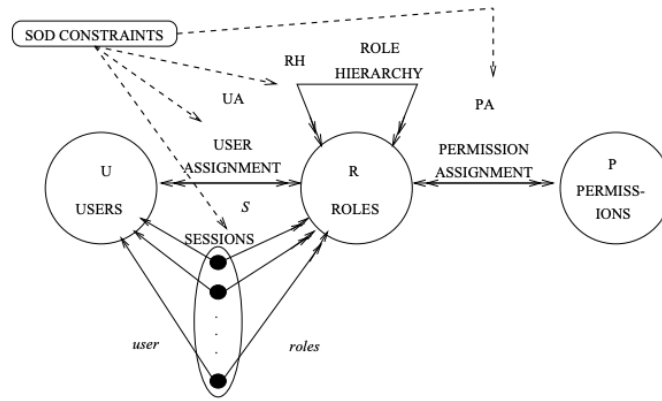 SOD CONSTRAINTS
RH
ROLE
HIERARCHY
UA
PA
USER
ASSIGNMENT
PERMISSION
ASSIGNMENT
U
USERS
R
ROLES
P
PERMISS-
IONS
S
SESSIONS
.
.
.
user
roles